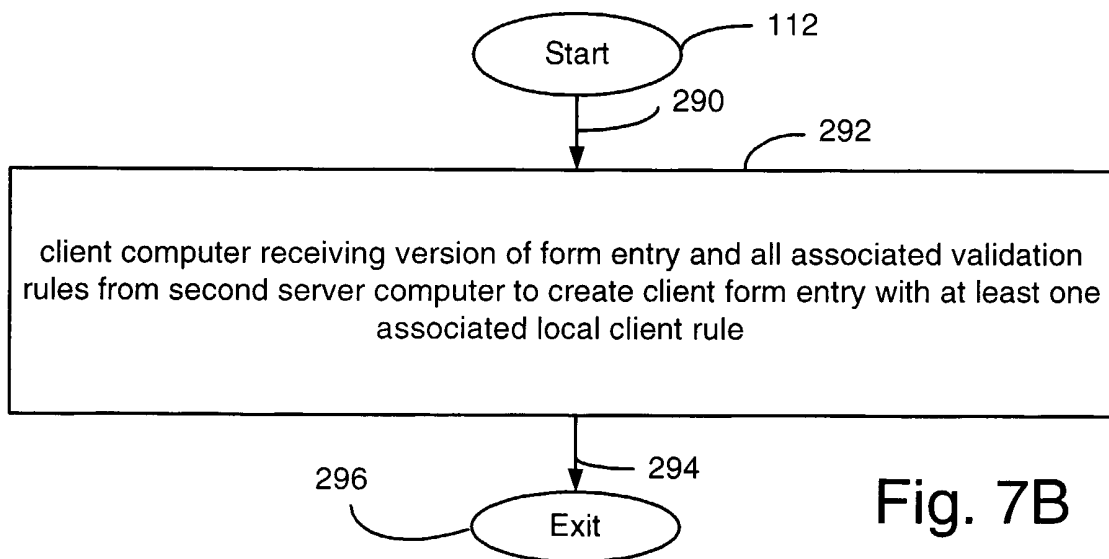 Start
112
290
292
client computer receiving version of form entry and all associated validation
rules from second server computer to create client form entry with at least one
associated local client rule
294
296
Exit
Fig. 7B